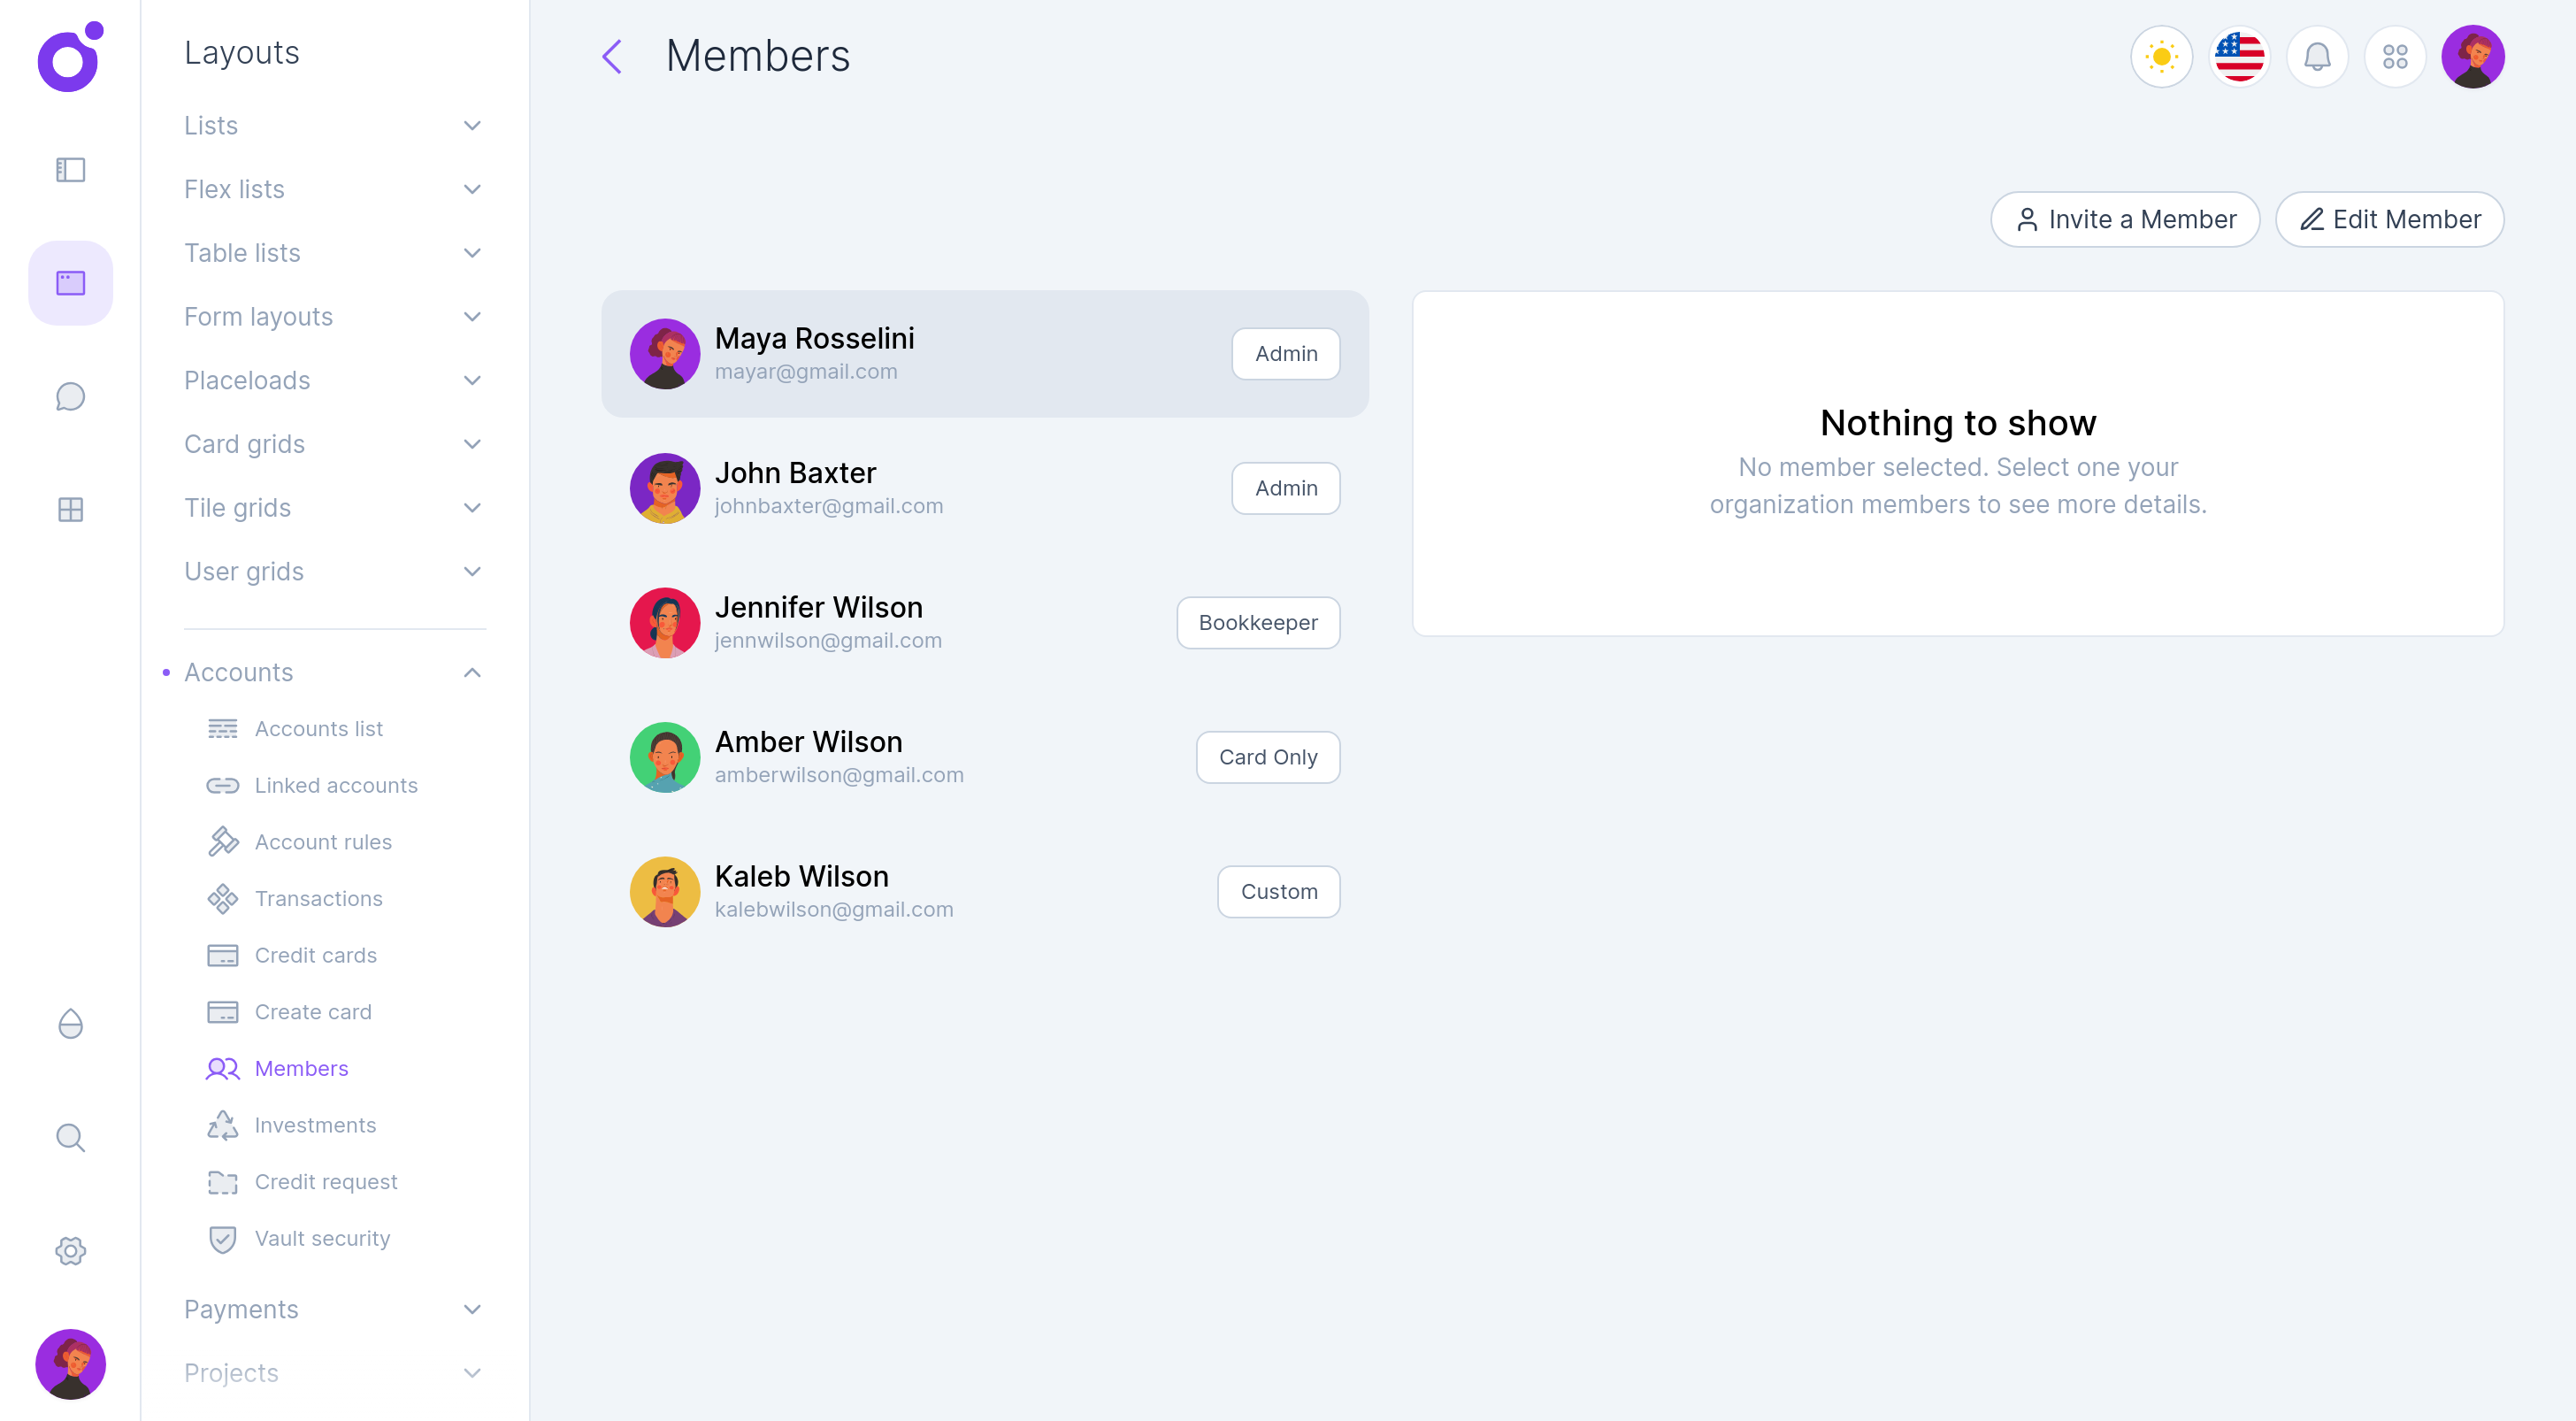 Layouts
Lists
Flex lists
Table lists
Form layouts
Placeloads
Card grids
Tile grids
User grids
Accounts
Accounts list
Linked accounts
Account rules
Transactions
Credit cards
Create card
Members
Investments
Credit request
Vault security
Payments
Projects
Members
Invite a Member
Edit Member
Maya Rosselini
mayar@gmail.com
Admin
John Baxter
johnbaxter@gmail.com
Admin
Jennifer Wilson
jennwilson@gmail.com
Bookkeeper
Amber Wilson
amberwilson@gmail.com
Card Only
Kaleb Wilson
kalebwilson@gmail.com
Custom
Nothing to show
No member selected. Select one your
organization members to see more details.